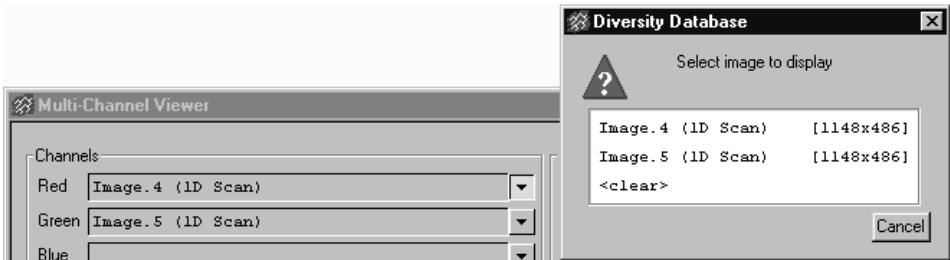 Diversity Database
Select image to display
?
Image.4 (1D Scan) [1148x486]
Image.5 (1D Scan) [1148x486]
<clear>
Cancel
Multi-Channel Viewer
Channels
Red Image.4 (1D Scan)
Green Image.5 (1D Scan)
Blue